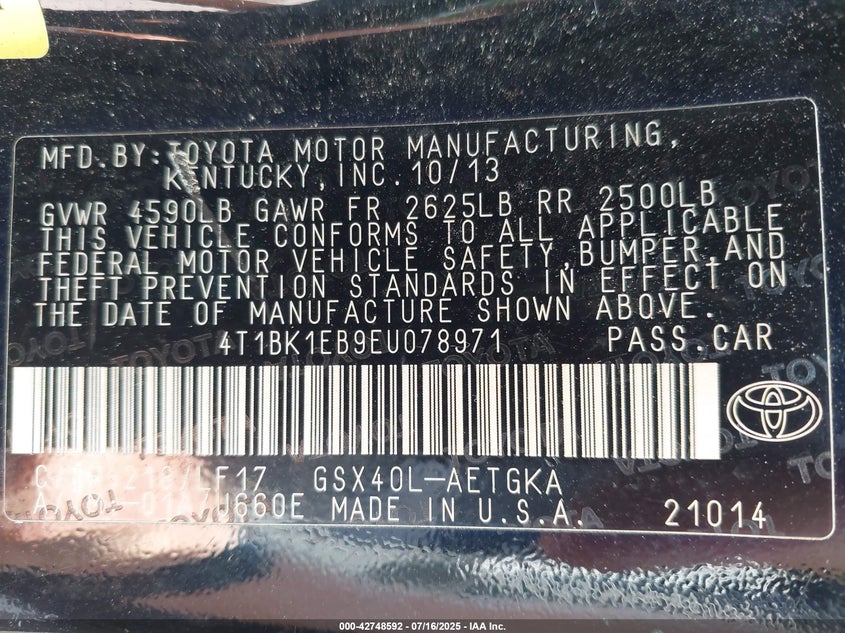 MFD.BY:TOYOTA MOTOR MANUFACTURING,
KENTUCKY,INC.10/13
GVWR 4590LB GAWR FR 2625LB RR 2500LB
THIS VEHICLE CONFORMS TO ALL APPLICABLE
FEDERAL MOTOR VEHICLE SAFETY,BUMPER,AND
THEFT PREVENTION STANDARDS IN EFFECT ON
THE DATE OF MANUFACTURE SHOWN ABOVE.
4T1BK1EB9EU078971 PASS.CAR
GSX40L-AETGKA
MADE IN U.S.A. 21014
000-42748592 - 07/16/2025 - IAA Inc.